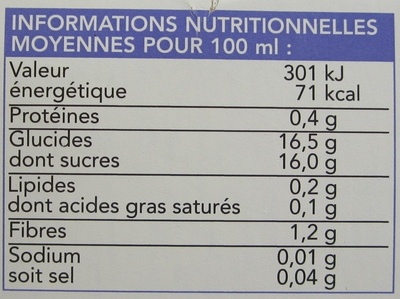 INFORMATIONS NUTRITIONNELLES
MOYENNES POUR 100 ml :
Valeur 301 kJ
énergétique 71 kcal
Protéines 0,4 g
Glucides 16,5 g
dont sucres 16,0 g
Lipides 0,2 g
dont acides gras saturés 0,1 g
Fibres 1,2 g
Sodium 0,01 g
soit sel 0,04 g